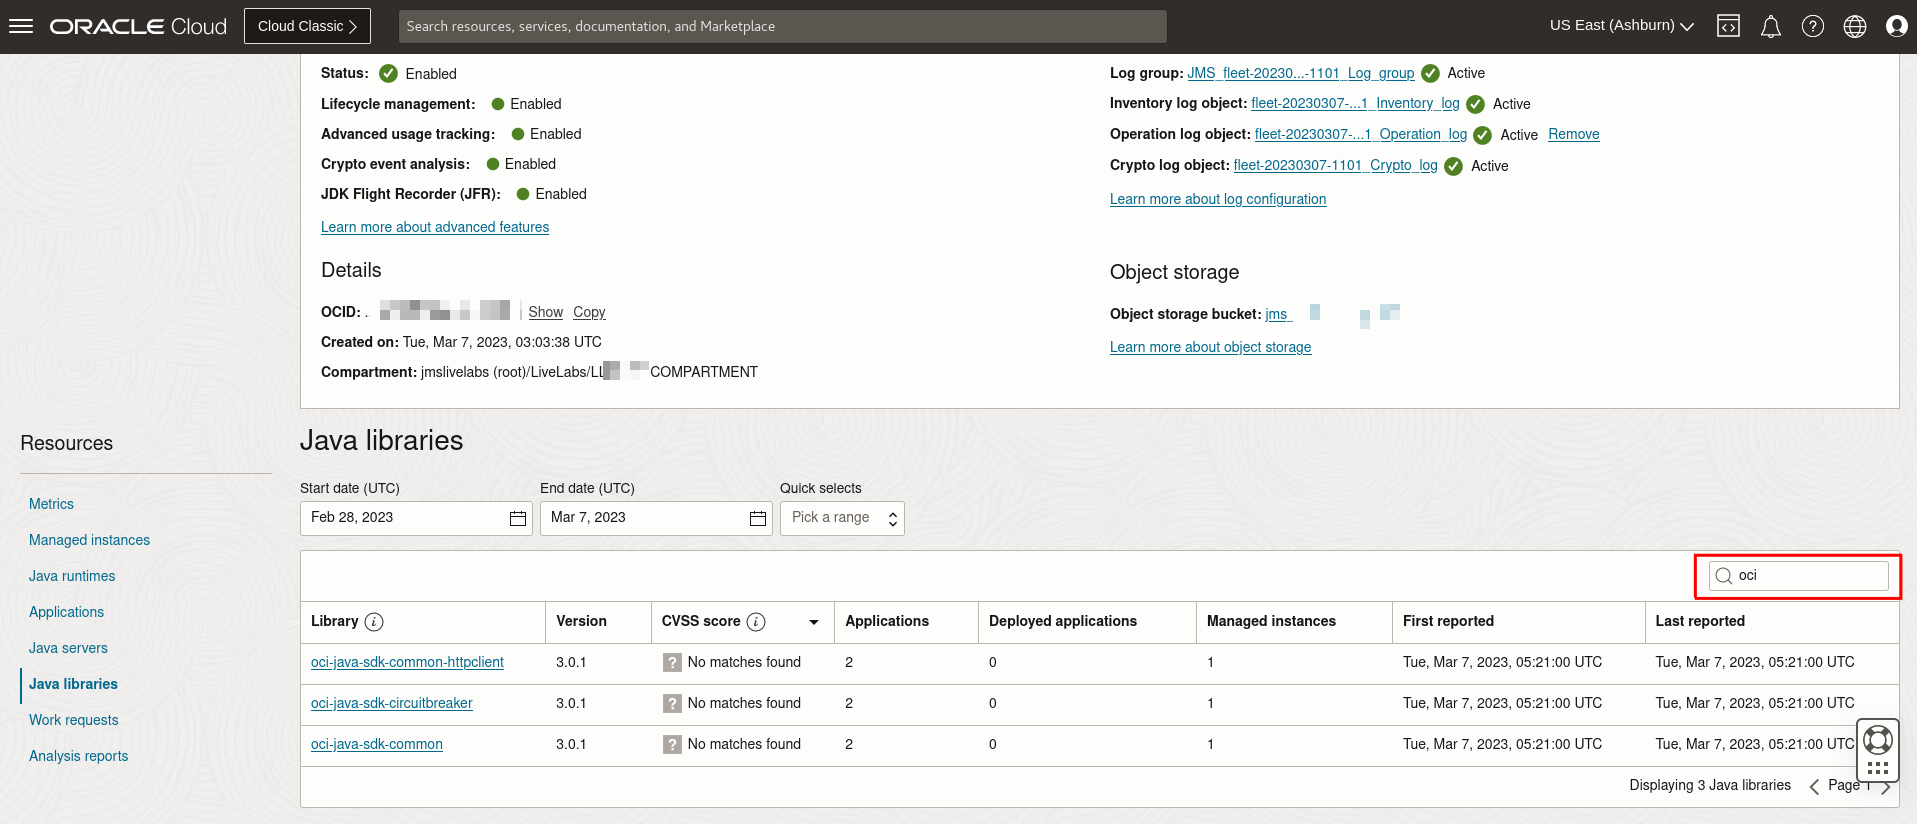 ORACLE Cloud Cloud Classic Search resources, services, documentation, and Marketplace US East (Ashburn)
Status: Enabled
Lifecycle management: Enabled
Advanced usage tracking: Enabled
Crypto event analysis: Enabled
JDK Flight Recorder (JFR): Enabled
Learn more about advanced features
Log group: JMS_fleet-20230...-1101_Log_group Active
Inventory log object: fleet-20230307-...1_Inventory_log Active
Operation log object: fleet-20230307-...1_Operation_log Active Remove
Crypto log object: fleet-20230307-1101_Crypto_log Active
Learn more about log configuration
Details
OCID: Show Copy
Created on: Tue, Mar 7, 2023, 03:03:38 UTC
Compartment: jmslivelabs (root)/LiveLabs/LL COMPARTMENT
Object storage
Object storage bucket: jms_
Learn more about object storage
Resources
Metrics
Managed instances
Java runtimes
Applications
Java servers
Java libraries
Work requests
Analysis reports
Java libraries
Start date (UTC) End date (UTC) Quick selects
Feb 28, 2023 Mar 7, 2023 Pick a range
oci
Library i Version CVSS score i Applications Deployed applications Managed instances First reported Last reported
oci-java-sdk-common-httpclient 3.0.1 ? No matches found 2 0 1 Tue, Mar 7, 2023, 05:21:00 UTC Tue, Mar 7, 2023, 05:21:00 UTC
oci-java-sdk-circuitbreaker 3.0.1 ? No matches found 2 0 1 Tue, Mar 7, 2023, 05:21:00 UTC Tue, Mar 7, 2023, 05:21:00 UTC
oci-java-sdk-common 3.0.1 ? No matches found 2 0 1 Tue, Mar 7, 2023, 05:21:00 UTC Tue, Mar 7, 2023, 05:21:00 UTC
Displaying 3 Java libraries Page 1